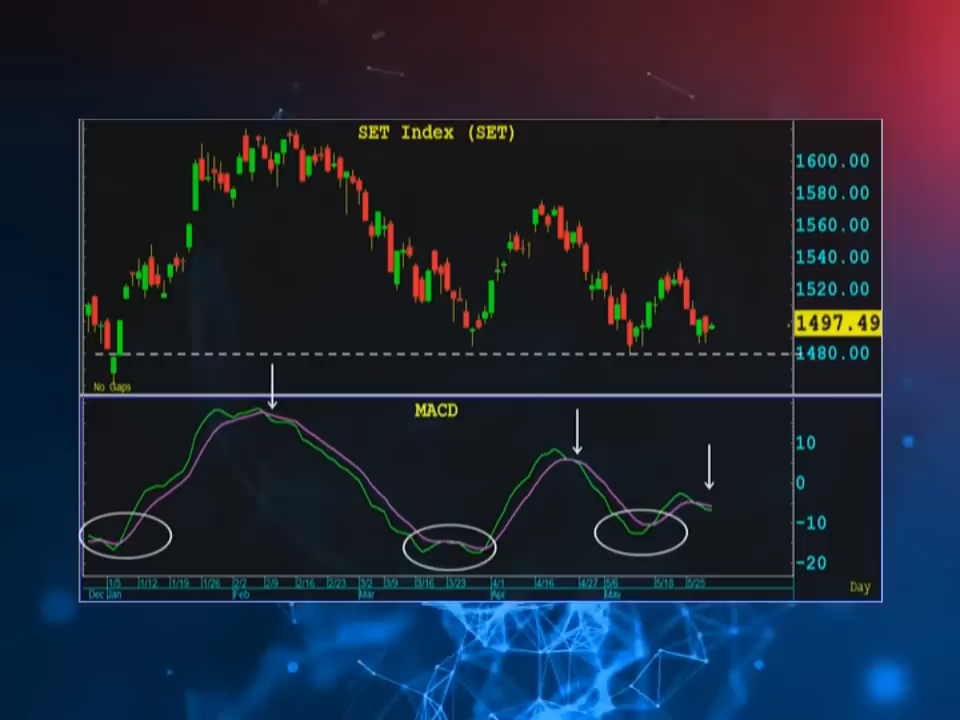 SET Index (SET)
1600.00
1580.00
1560.00
1540.00
1520.00
1497.49
1480.00
No Gaps
MACD
10
0
-10
-20
1/5 1/12 1/19 1/26 2/2 2/9 2/16 2/23 3/2 3/9 3/16 3/23 4/1 4/16 4/27 5/6 5/18 5/25
Dec Jan Feb Mar Apr May
Day